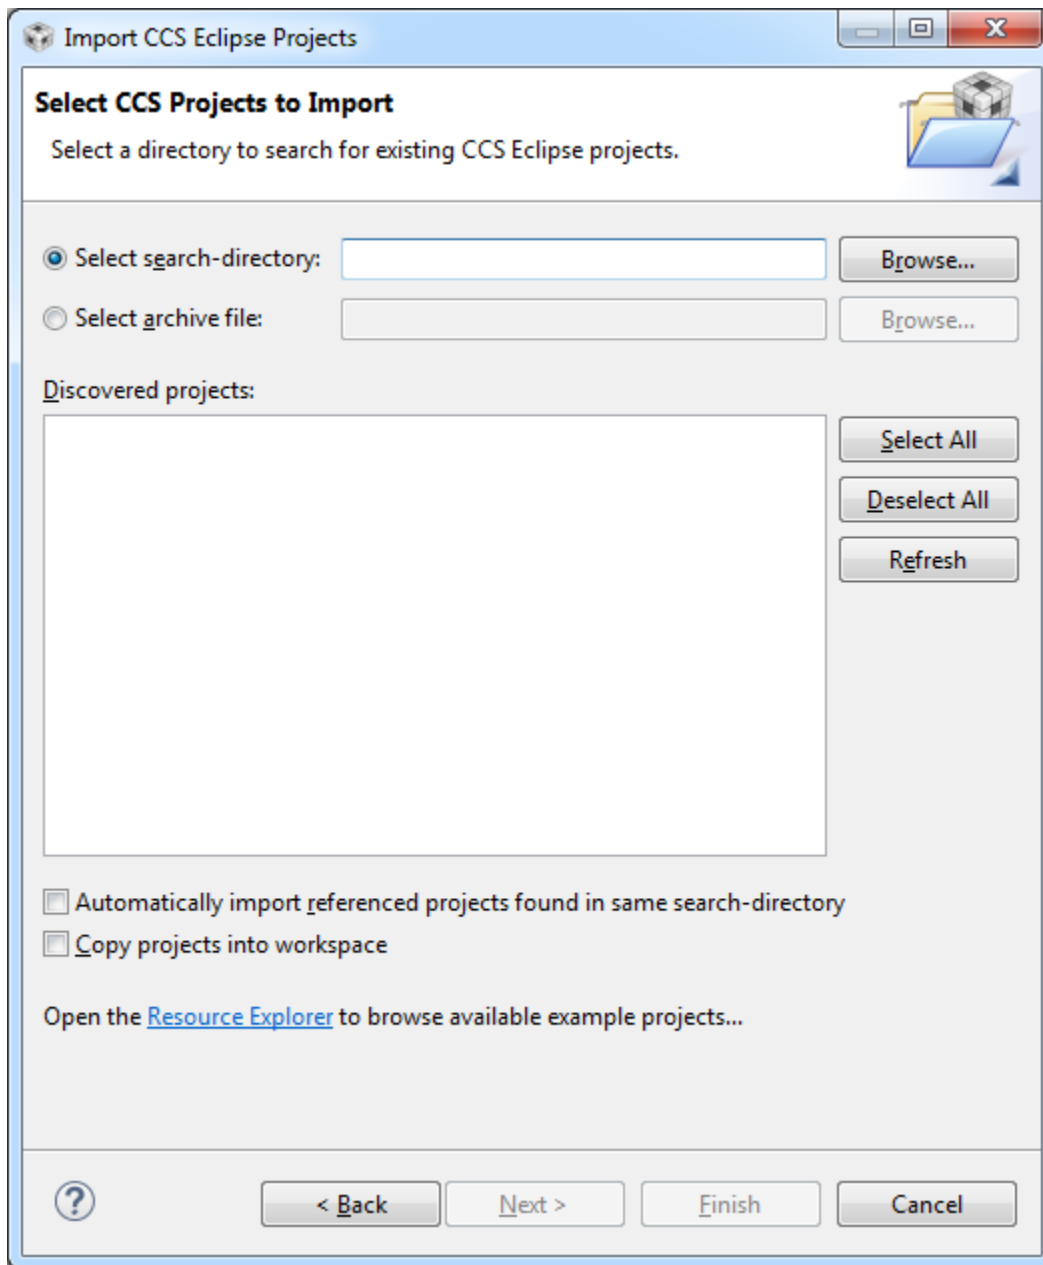 Import CCS Eclipse Projects
Select CCS Projects to Import
Select a directory to search for existing CCS Eclipse projects.
Select search-directory: Browse...
Select archive file: Browse...
Discovered projects:
Select All
Deselect All
Refresh
Automatically import referenced projects found in same search-directory
Copy projects into workspace
Open the Resource Explorer to browse available example projects...
? < Back Next > Finish Cancel